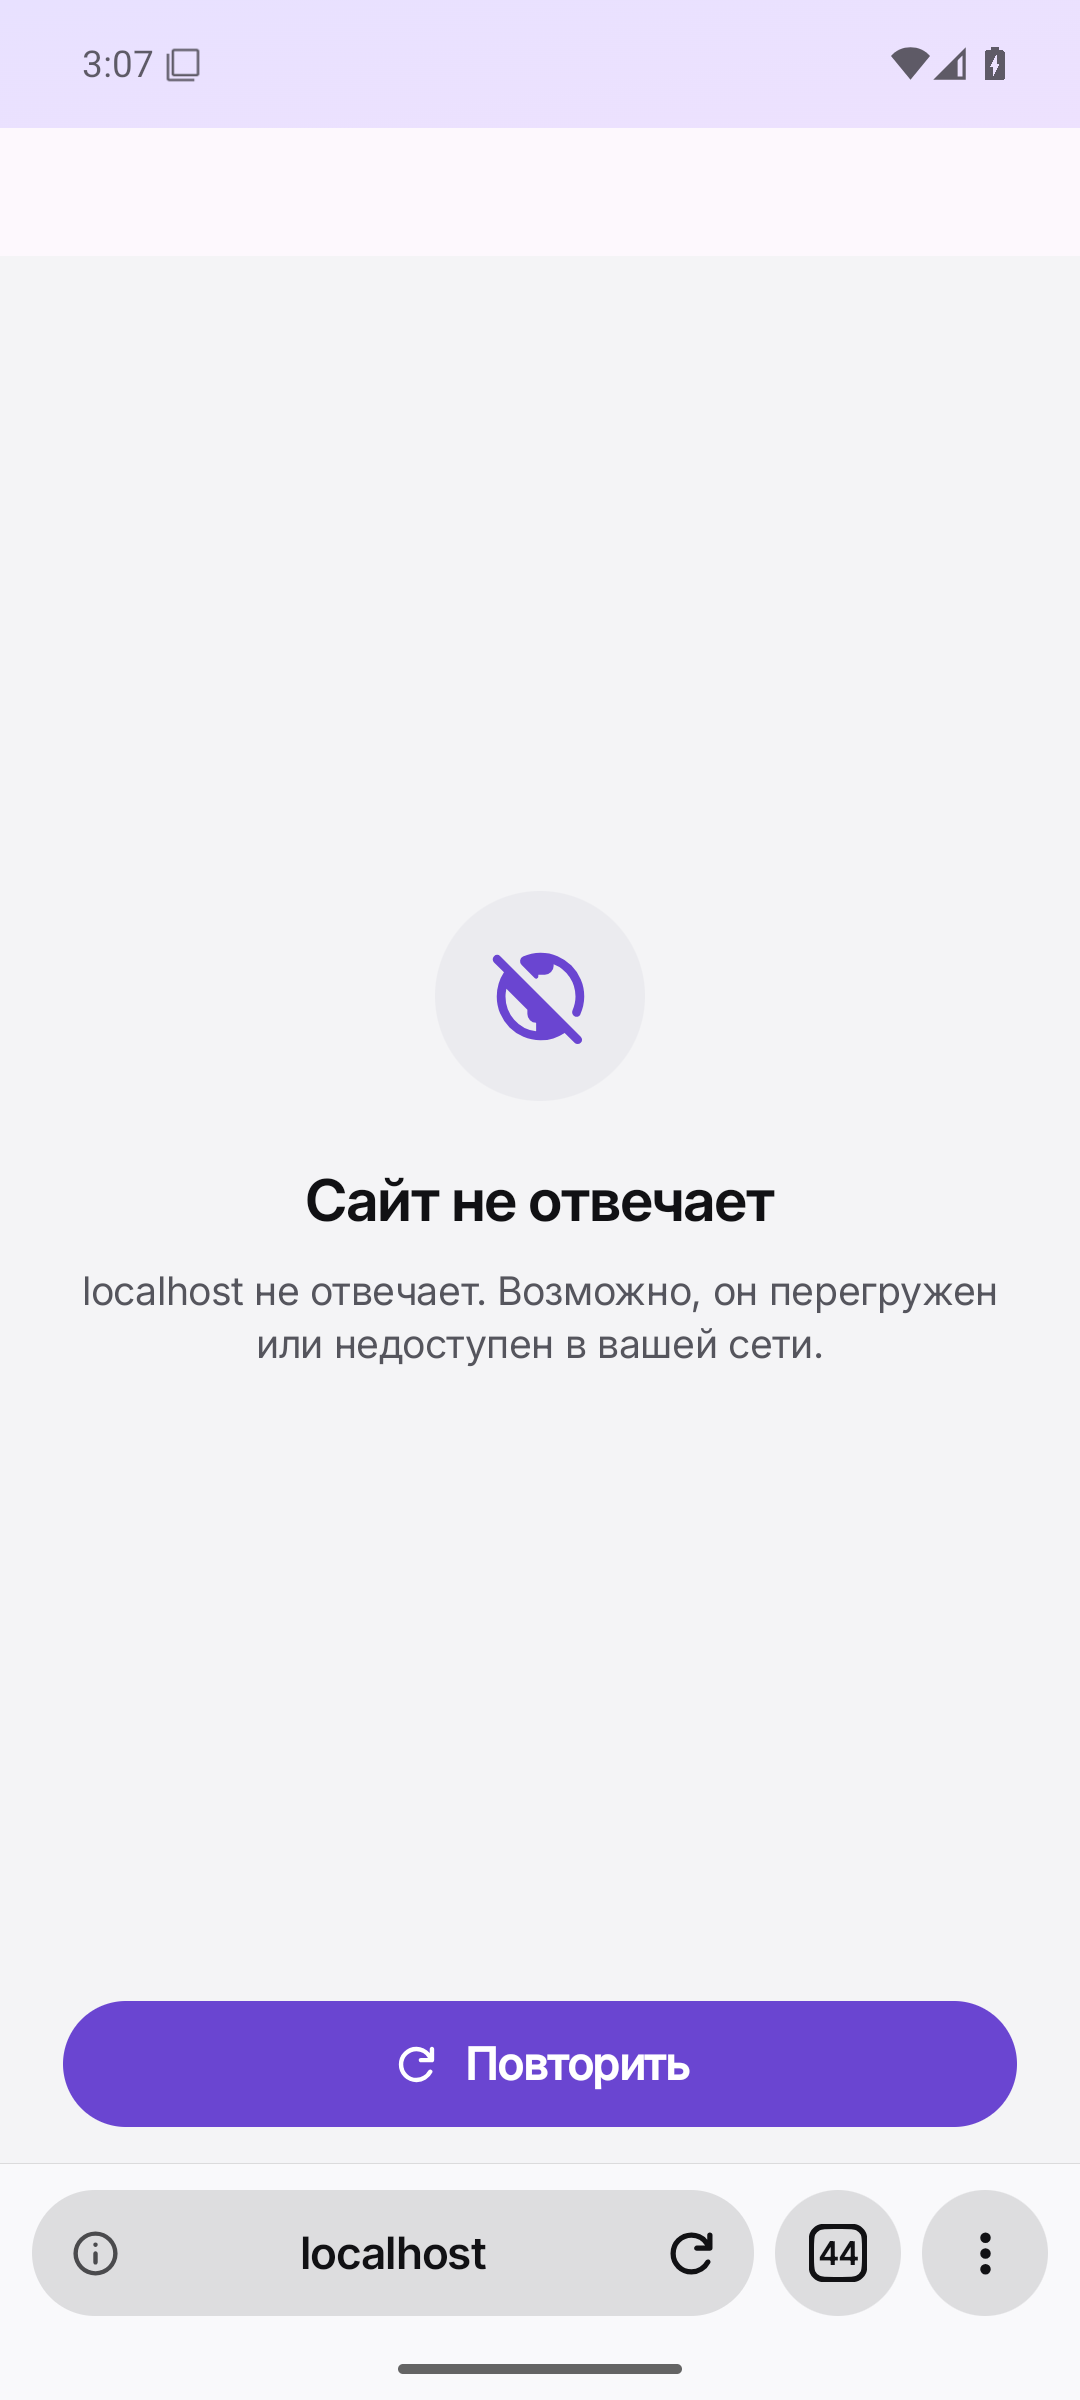 3:07
Сайт не отвечает
localhost не отвечает. Возможно, он перегружен
или недоступен в вашей сети.
Повторить
localhost
44